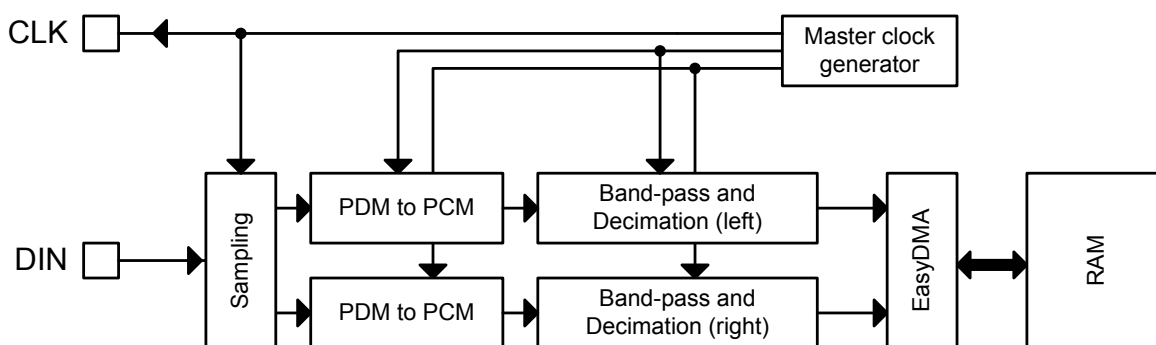 CLK
Master clock
generator
DIN
Sampling
PDM to PCM
Band-pass and
Decimation (left)
PDM to PCM
Band-pass and
Decimation (right)
EasyDMA
RAM